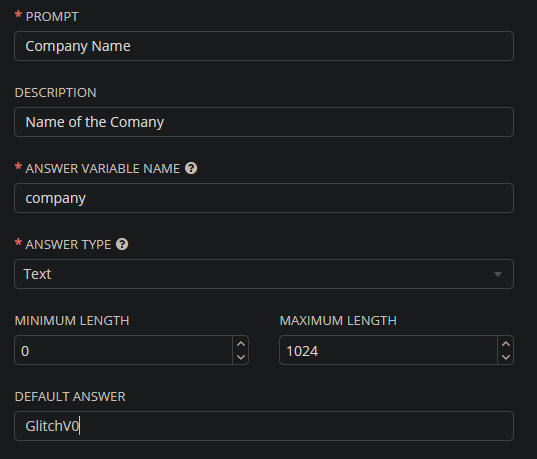 * PROMPT
Company Name
DESCRIPTION
Name of the Comany
* ANSWER VARIABLE NAME ?
company
* ANSWER TYPE ?
Text
MINIMUM LENGTH MAXIMUM LENGTH
0 1024
DEFAULT ANSWER
GlitchV0